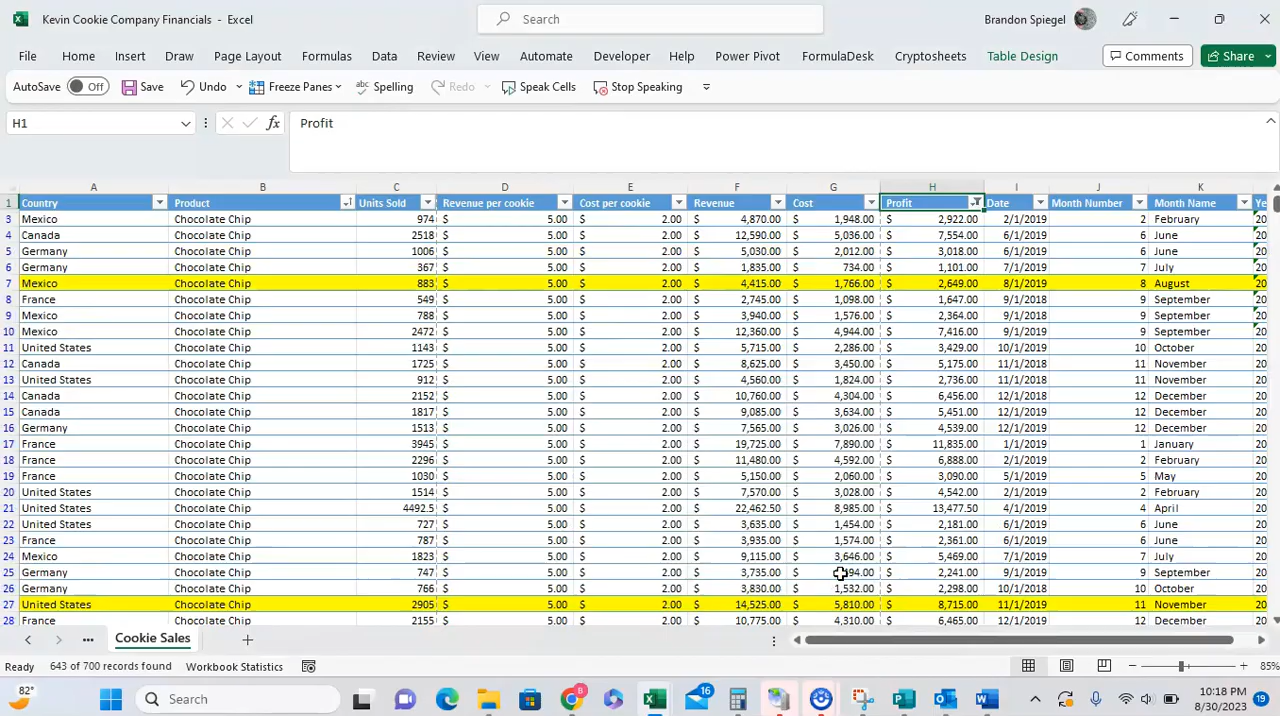 Kevin Cookie Company Financials - Excel
Search
Brandon Spiegel
File Home Insert Draw Page Layout Formulas Data Review View Automate Developer Help Power Pivot FormulaDesk Cryptosheets Table Design Comments Share
AutoSave Off Save Undo Freeze Panes abc Spelling Redo Speak Cells Stop Speaking
H1 fx Profit
A B C D E F G H I J K
1 Country Product Units Sold Revenue per cookie Cost per cookie Revenue Cost Profit Date Month Number Month Name Ye
3 Mexico Chocolate Chip 974 $ 5.00 $ 2.00 $ 4,870.00 $ 1,948.00 $ 2,922.00 2/1/2019 2 February 20
4 Canada Chocolate Chip 2518 $ 5.00 $ 2.00 $ 12,590.00 $ 5,036.00 $ 7,554.00 6/1/2019 6 June 20
5 Germany Chocolate Chip 1006 $ 5.00 $ 2.00 $ 5,030.00 $ 2,012.00 $ 3,018.00 6/1/2019 6 June 20
6 Germany Chocolate Chip 367 $ 5.00 $ 2.00 $ 1,835.00 $ 734.00 $ 1,101.00 7/1/2019 7 July 20
7 Mexico Chocolate Chip 883 $ 5.00 $ 2.00 $ 4,415.00 $ 1,766.00 $ 2,649.00 8/1/2019 8 August 20
8 France Chocolate Chip 549 $ 5.00 $ 2.00 $ 2,745.00 $ 1,098.00 $ 1,647.00 9/1/2018 9 September 20
9 Mexico Chocolate Chip 788 $ 5.00 $ 2.00 $ 3,940.00 $ 1,576.00 $ 2,364.00 9/1/2018 9 September 20
10 Mexico Chocolate Chip 2472 $ 5.00 $ 2.00 $ 12,360.00 $ 4,944.00 $ 7,416.00 9/1/2019 9 September 20
11 United States Chocolate Chip 1143 $ 5.00 $ 2.00 $ 5,715.00 $ 2,286.00 $ 3,429.00 10/1/2019 10 October 20
12 Canada Chocolate Chip 1725 $ 5.00 $ 2.00 $ 8,625.00 $ 3,450.00 $ 5,175.00 11/1/2018 11 November 20
13 United States Chocolate Chip 912 $ 5.00 $ 2.00 $ 4,560.00 $ 1,824.00 $ 2,736.00 11/1/2018 11 November 20
14 Canada Chocolate Chip 2152 $ 5.00 $ 2.00 $ 10,760.00 $ 4,304.00 $ 6,456.00 12/1/2018 12 December 20
15 Canada Chocolate Chip 1817 $ 5.00 $ 2.00 $ 9,085.00 $ 3,634.00 $ 5,451.00 12/1/2019 12 December 20
16 Germany Chocolate Chip 1513 $ 5.00 $ 2.00 $ 7,565.00 $ 3,026.00 $ 4,539.00 12/1/2019 12 December 20
17 France Chocolate Chip 3945 $ 5.00 $ 2.00 $ 19,725.00 $ 7,890.00 $ 11,835.00 1/1/2019 1 January 20
18 France Chocolate Chip 2296 $ 5.00 $ 2.00 $ 11,480.00 $ 4,592.00 $ 6,888.00 2/1/2019 2 February 20
19 France Chocolate Chip 1030 $ 5.00 $ 2.00 $ 5,150.00 $ 2,060.00 $ 3,090.00 5/1/2019 5 May 20
20 United States Chocolate Chip 1514 $ 5.00 $ 2.00 $ 7,570.00 $ 3,028.00 $ 4,542.00 2/1/2019 2 February 20
21 United States Chocolate Chip 4492.5 $ 5.00 $ 2.00 $ 22,462.50 $ 8,985.00 $ 13,477.50 4/1/2019 4 April 20
22 United States Chocolate Chip 727 $ 5.00 $ 2.00 $ 3,635.00 $ 1,454.00 $ 2,181.00 6/1/2019 6 June 20
23 France Chocolate Chip 787 $ 5.00 $ 2.00 $ 3,935.00 $ 1,574.00 $ 2,361.00 6/1/2019 6 June 20
24 Mexico Chocolate Chip 1823 $ 5.00 $ 2.00 $ 9,115.00 $ 3,646.00 $ 5,469.00 7/1/2019 7 July 20
25 Germany Chocolate Chip 747 $ 5.00 $ 2.00 $ 3,735.00 $ 94.00 $ 2,241.00 9/1/2019 9 September 20
26 Germany Chocolate Chip 766 $ 5.00 $ 2.00 $ 3,830.00 $ 1,532.00 $ 2,298.00 10/1/2018 10 October 20
27 United States Chocolate Chip 2905 $ 5.00 $ 2.00 $ 14,525.00 $ 5,810.00 $ 8,715.00 11/1/2019 11 November 20
28 France Chocolate Chip 2155 $ 5.00 $ 2.00 $ 10,775.00 $ 4,310.00 $ 6,465.00 12/1/2019 12 December 20
Cookie Sales
Ready 643 of 700 records found Workbook Statistics 85%
82° Search 8 16 10:18 PM 19
8/30/2023